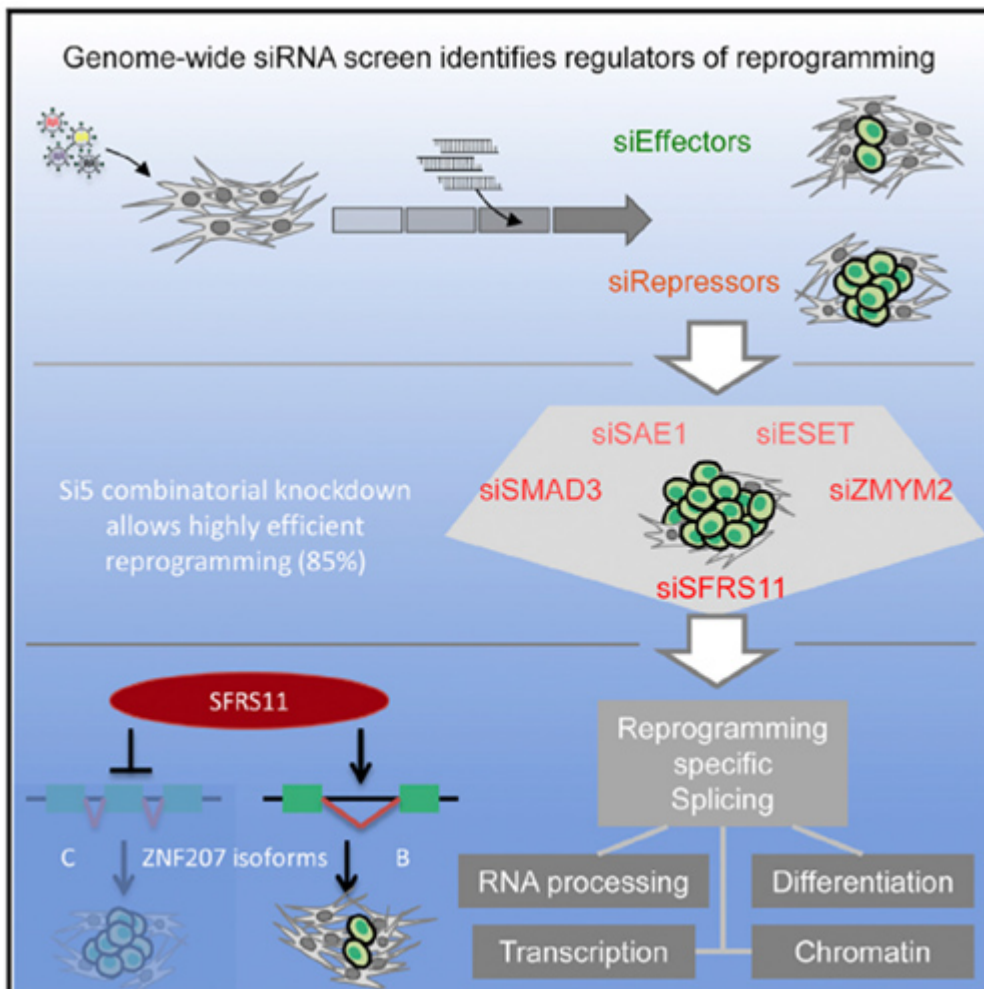 Genome-wide siRNA screen identifies regulators of reprogramming
siEffectors
siRepressors
siSAE1
siESET
siSMAD3
siZMYM2
siSFRS11
Si5 combinatorial knockdown
allows highly efficient
reprogramming (85%)
SFRS11
C
ZNF207 isoforms
B
Reprogramming
specific
Splicing
RNA processing
Differentiation
Transcription
Chromatin